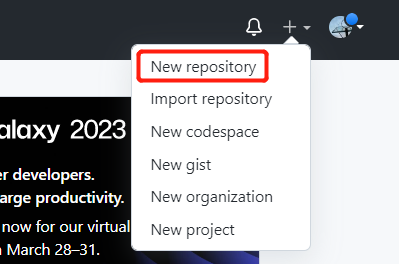 New repository
Import repository
New codespace
New gist
New organization
New project
alaxy 2023
er developers.
arge productivity.
now for our virtual
March 28–31.